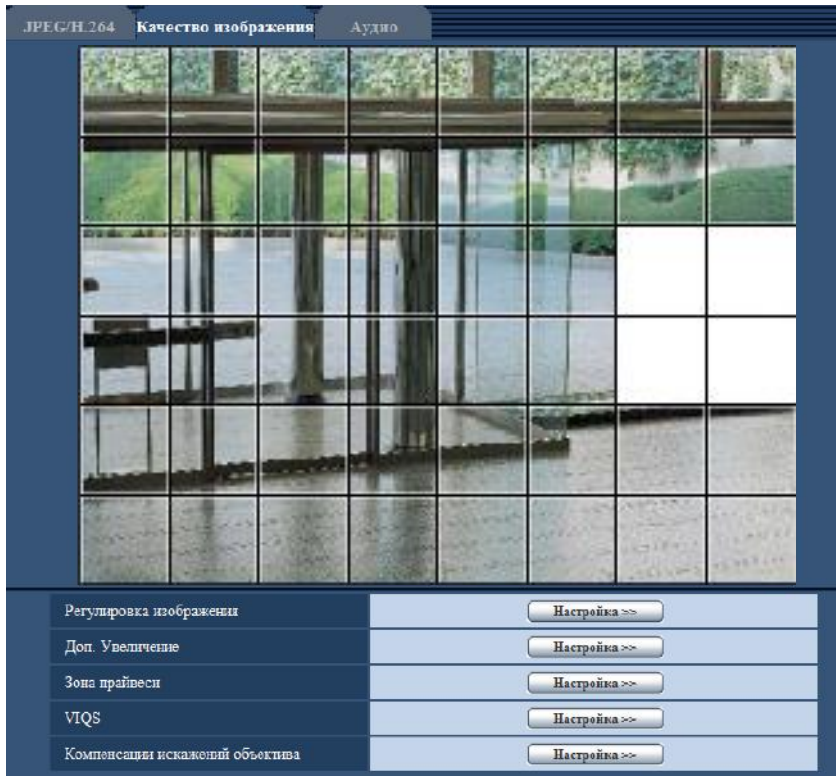 JPEG/H.264 Качество изображения Аудио
Регулировка изображения Настройка >>
Доп. Увеличение Настройка >>
Зона прайвеси Настройка >>
VIQS Настройка >>
Компенсации искажений объектива Настройка >>